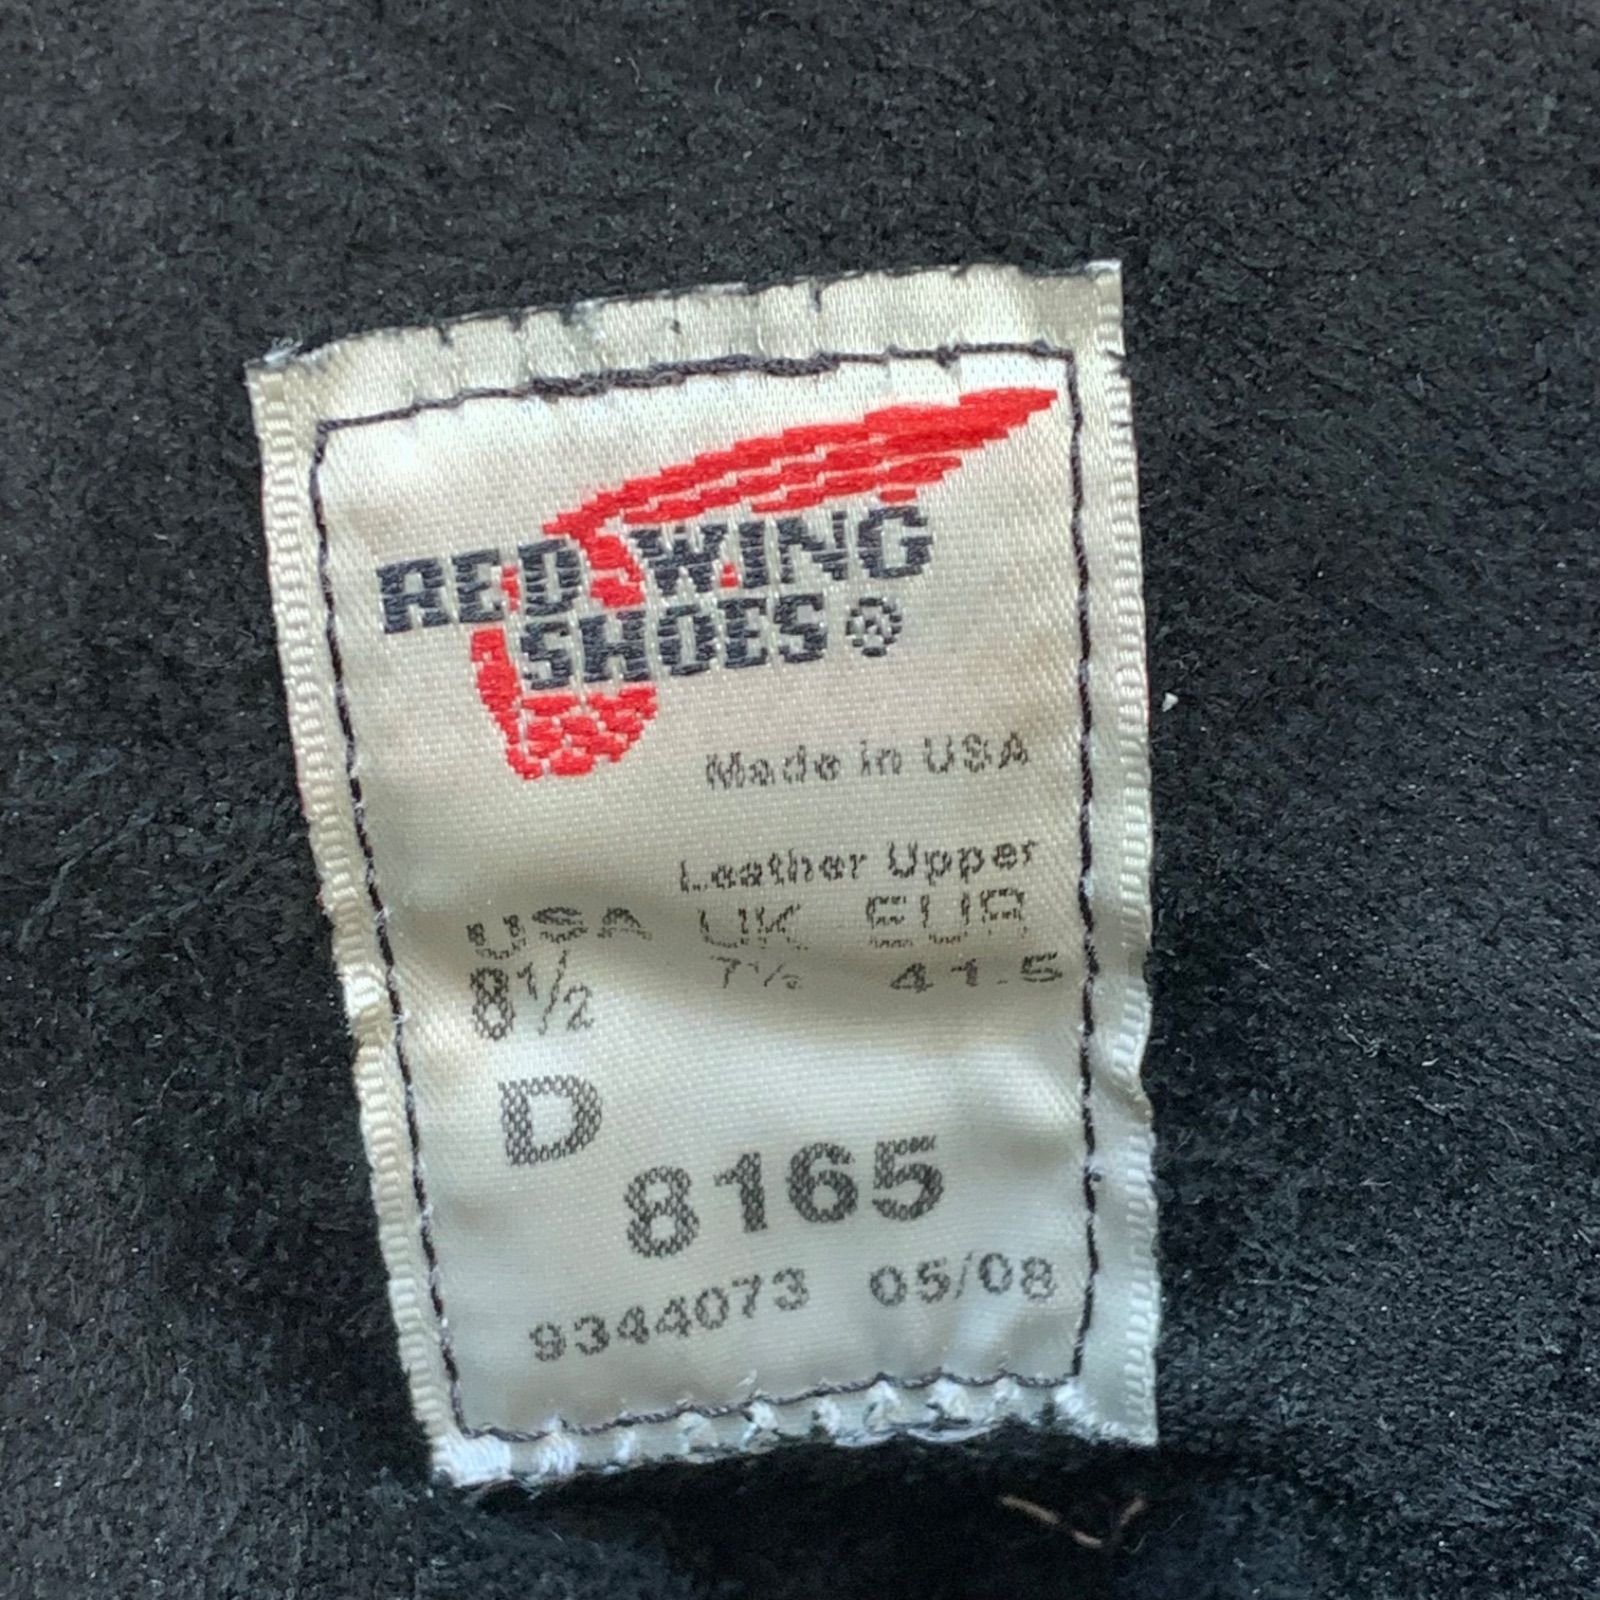 RED WING
SHOES®
Made in USA
Leather Upper
USA UK EUR
8½ 7½ 41.5
D
8165
9344073 05/08